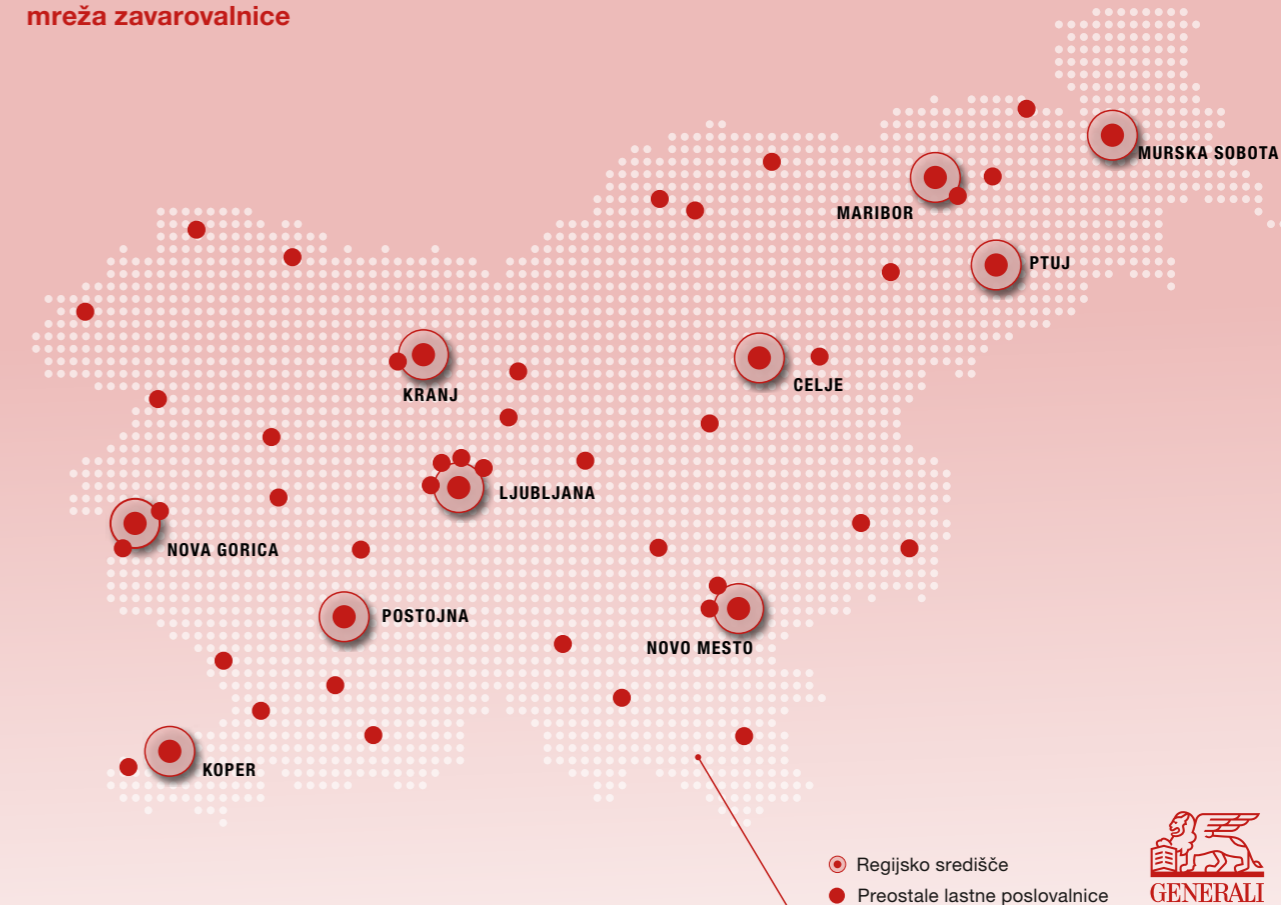 mreža zavarovalnice
MURSKA SOBOTA
MARIBOR
PTUJ
KRANJ
CELJE
LJUBLJANA
NOVA GORICA
POSTOJNA
NOVO MESTO
KOPER
Regijsko središče
Preostale lastne poslovalnice
GENERALI